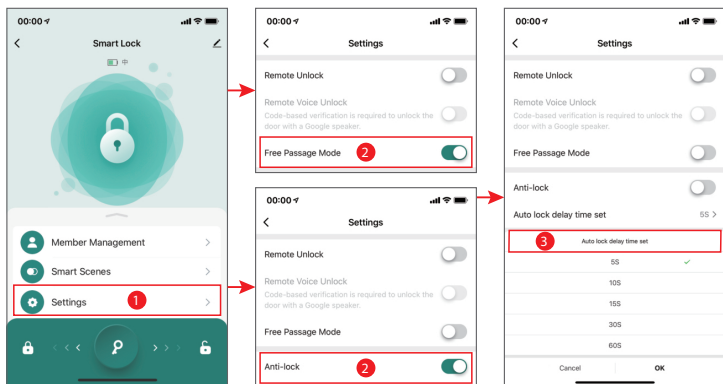 00:00
Smart Lock
中
Member Management
Smart Scenes
Settings
1
00:00
Settings
Remote Unlock
Remote Voice Unlock
Code-based verification is required to unlock the
door with a Google speaker.
Free Passage Mode
2
00:00
Settings
Remote Unlock
Remote Voice Unlock
Code-based verification is required to unlock the
door with a Google speaker.
Free Passage Mode
Anti-lock
2
00:00
Settings
Remote Unlock
Remote Voice Unlock
Code-based verification is required to unlock the
door with a Google speaker.
Free Passage Mode
Anti-lock
Auto lock delay time set 5S >
3 Auto lock delay time set
5S
10S
15S
30S
60S
Cancel OK